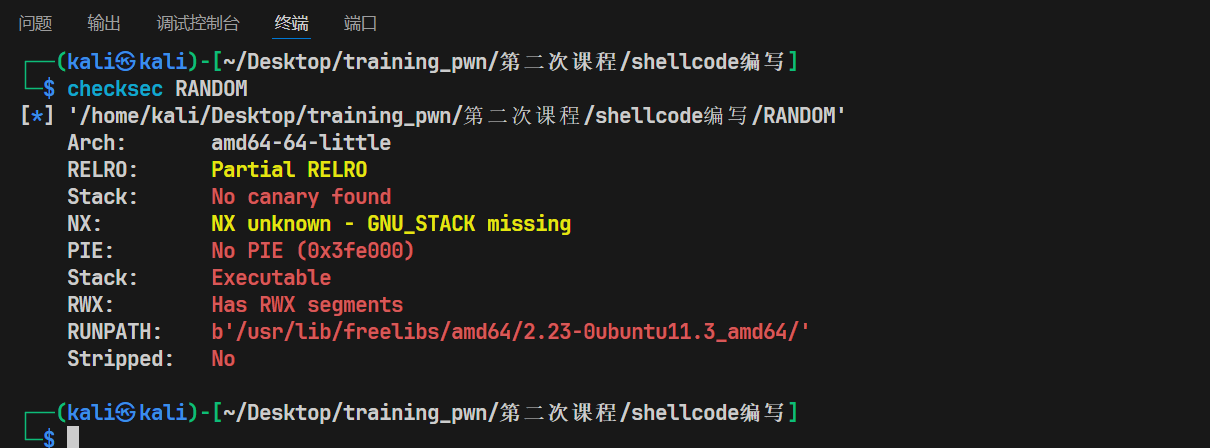 问题 输出 调试控制台 终端 端口
┌──(kali㉿kali)-[~/Desktop/training_pwn/第二次课程/shellcode编写]
└─$ checksec RANDOM
[*] '/home/kali/Desktop/training_pwn/第二次课程/shellcode编写/RANDOM'
Arch: amd64-64-little
RELRO: Partial RELRO
Stack: No canary found
NX: NX unknown - GNU_STACK missing
PIE: No PIE (0x3fe000)
Stack: Executable
RWX: Has RWX segments
RUNPATH: b'/usr/lib/freelibs/amd64/2.23-0ubuntu11.3_amd64/'
Stripped: No
┌──(kali㉿kali)-[~/Desktop/training_pwn/第二次课程/shellcode编写]
└─$